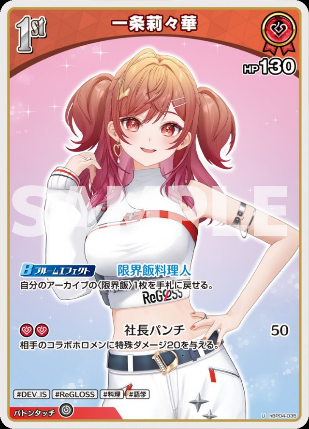 1st
一条莉々華
HP130
SAMPLE
ReGLOSS
ブルームエフェクト 限界飯料理人
自分のアーカイブの〈限界飯〉1枚を手札に戻せる。
社長パンチ 50
相手のコラボホロメンに特殊ダメージ20を与える。
#DEV_IS #ReGLOSS #料理 #語学
バトンタッチ
U hBP04-036